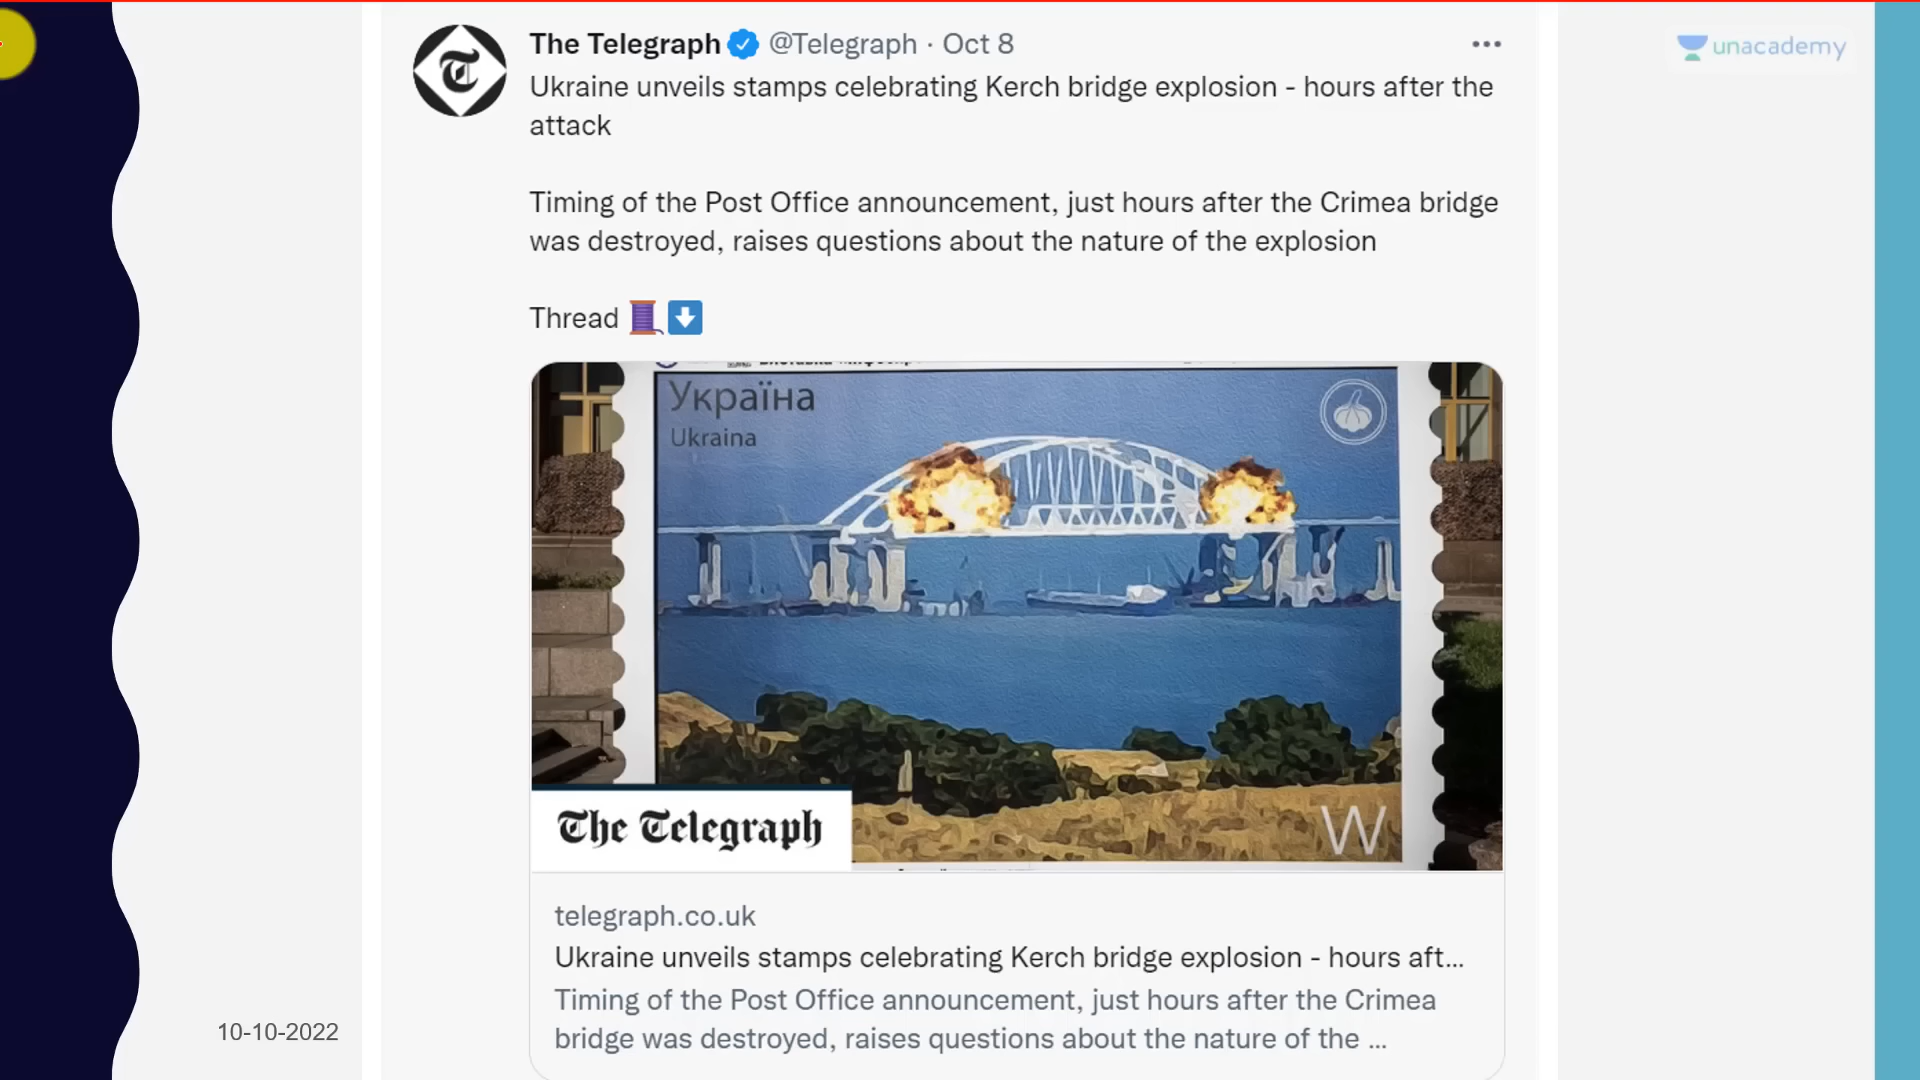 The Telegraph @Telegraph · Oct 8
unacademy
Ukraine unveils stamps celebrating Kerch bridge explosion - hours after the
attack
Timing of the Post Office announcement, just hours after the Crimea bridge
was destroyed, raises questions about the nature of the explosion
Thread
Україна
Ukraina
W
The Telegraph
telegraph.co.uk
Ukraine unveils stamps celebrating Kerch bridge explosion - hours aft...
Timing of the Post Office announcement, just hours after the Crimea
bridge was destroyed, raises questions about the nature of the ...
10-10-2022